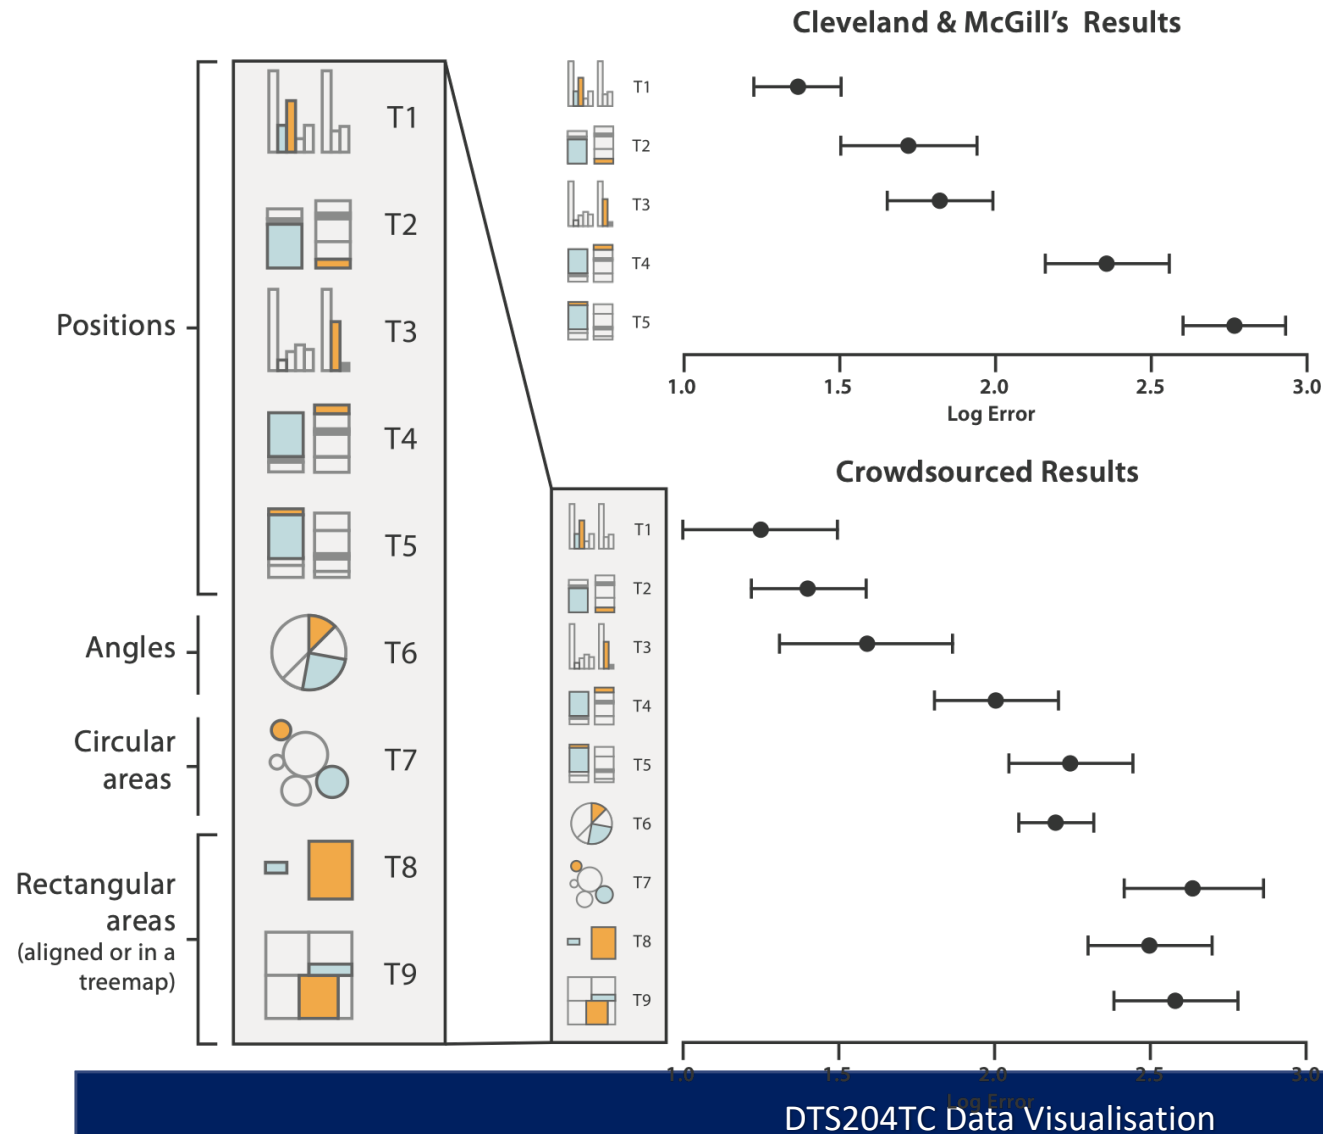 Cleveland & McGill's  Results
T1
T2
T3
T4
T5
1.0
1.5
2.0
2.5
3.0
Log Error
Positions
Angles
Circular
areas
Rectangular
areas
(aligned or in a
treemap)
T1
T2
T3
T4
T5
T6
T7
T8
T9
Crowdsourced Results
T1
T2
T3
T4
T5
T6
T7
T8
T9
1.0
1.5
2.0
2.5
3.0
Log Error
DTS204TC Data Visualisation